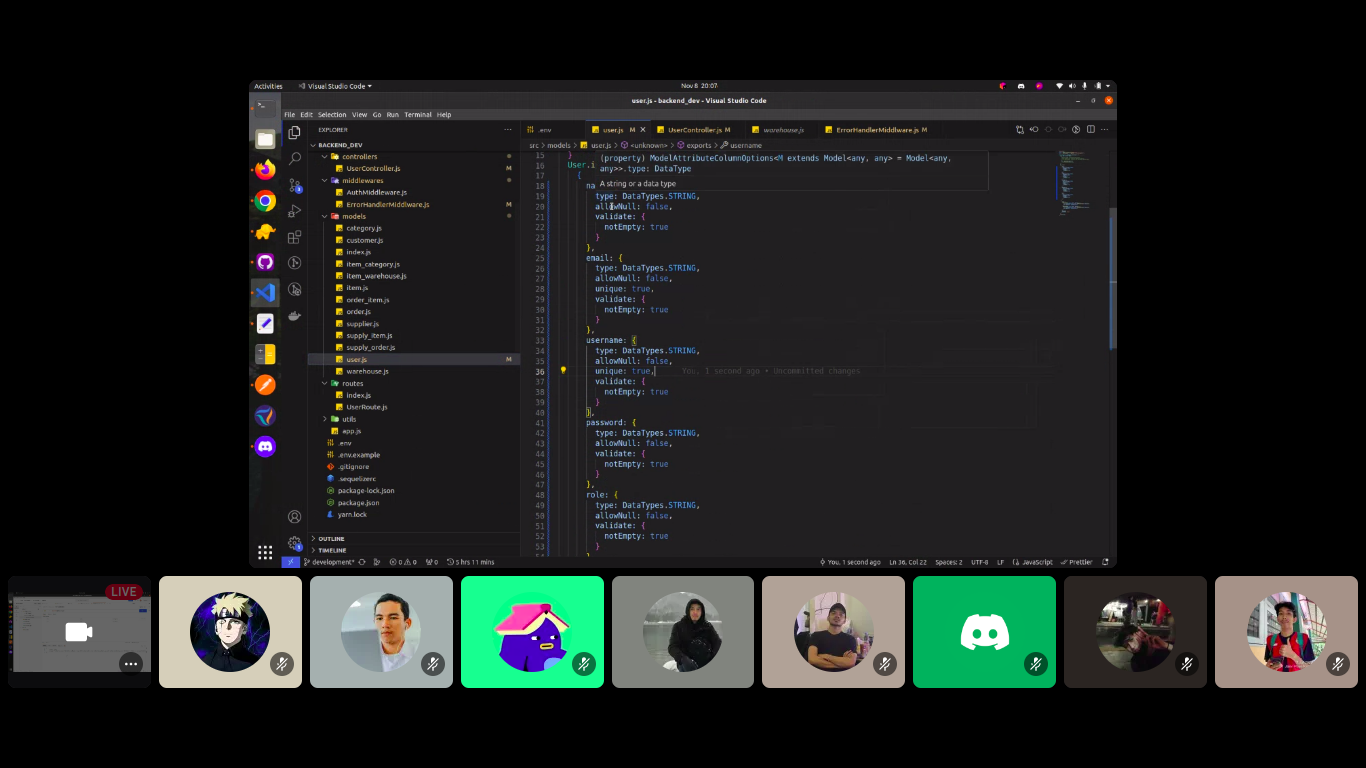 Activities
Visual Studio Code
Nov 8 20:07
user.js - backend_dev - Visual Studio Code
File Edit Selection View Go Run Terminal Help
EXPLORER
BACKEND_DEV
controllers
UserController.js M
middlewares
AuthMiddleware.js
ErrorHandlerMiddlware.js M
models
category.js
customer.js
index.js
item_category.js
item_warehouse.js
item.js
order_item.js
order.js
supplier.js
supply_item.js
supply_order.js
user.js M
warehouse.js
routes
index.js
UserRoute.js
utils
app.js
.env
.env.example
.gitignore
.sequelizerc
package-lock.json
package.json
yarn.lock
OUTLINE
TIMELINE
.env
user.js M
UserController.js M
warehouse.js
ErrorHandlerMiddlware.js M
src > models > user.js > <unknown> > exports > username
15 }
16 User.i
(property) ModelAttributeColumnOptions<M extends Model<any, any> = Model<any,
any>>.type: DataType
A string or a data type
17 {
18 na
19 type: DataTypes.STRING,
20 allowNull: false,
21 validate: {
22 notEmpty: true
23 }
24 },
25 email: {
26 type: DataTypes.STRING,
27 allowNull: false,
28 unique: true,
29 validate: {
30 notEmpty: true
31 }
32 },
33 username: {
34 type: DataTypes.STRING,
35 allowNull: false,
36 unique: true, You, 1 second ago • Uncommitted changes
37 validate: {
38 notEmpty: true
39 }
40 },
41 password: {
42 type: DataTypes.STRING,
43 allowNull: false,
44 validate: {
45 notEmpty: true
46 }
47 },
48 role: {
49 type: DataTypes.STRING,
50 allowNull: false,
51 validate: {
52 notEmpty: true
53 }
development* 0 0 0 5 hrs 11 mins
You, 1 second ago Ln 36, Col 22 Spaces: 2 UTF-8 LF JavaScript Prettier
LIVE